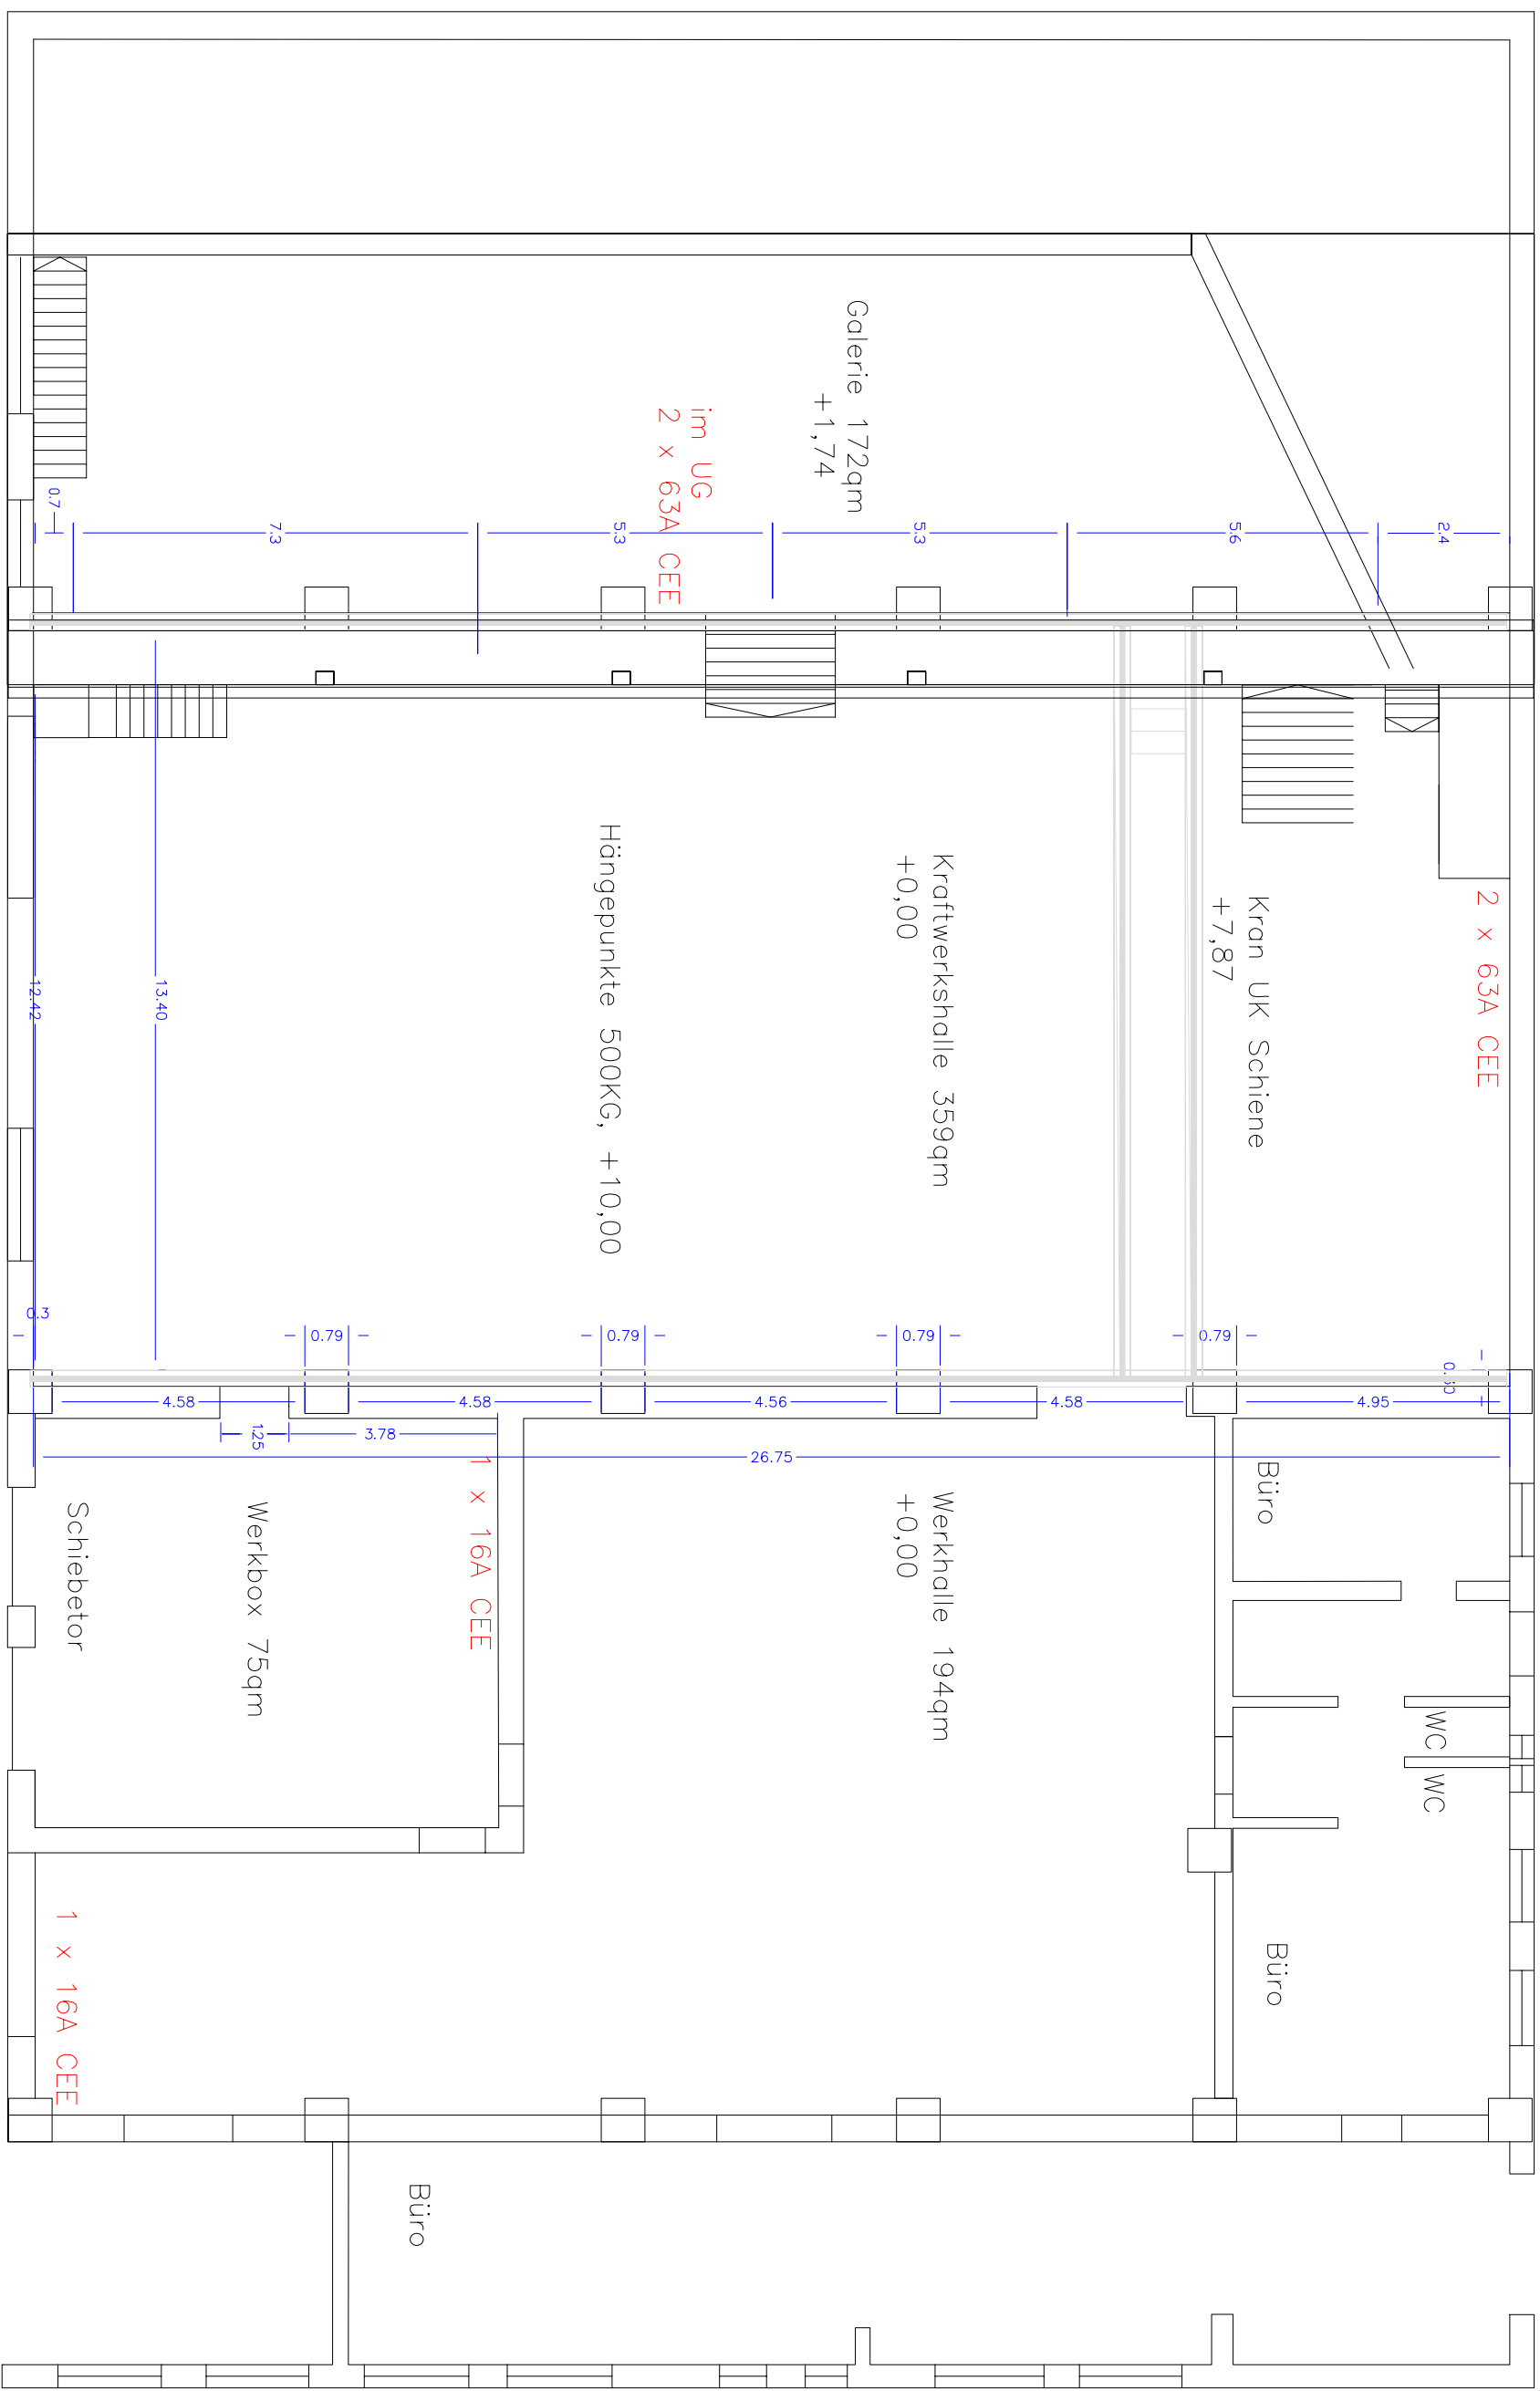 Galerie 172qm
+1,74
im UG
2 x 63A CEE
0.7
7.3
5.3
5.3
5.6
2.4
2 x 63A CEE
Kran UK Schiene
+7,87
Kraftwerkshalle 359qm
+0,00
Hängepunkte 500KG, +10,00
13.40
12.42
0.3
0.79
0.79
0.79
0.79
4.58
4.58
4.56
4.58
4.95
1.25
3.78
26.75
1 x 16A CEE
Büro
Werkhalle 194qm
+0,00
Werkbox 75qm
Schiebetor
WC
WC
Büro
1 x 16A CEE
Büro